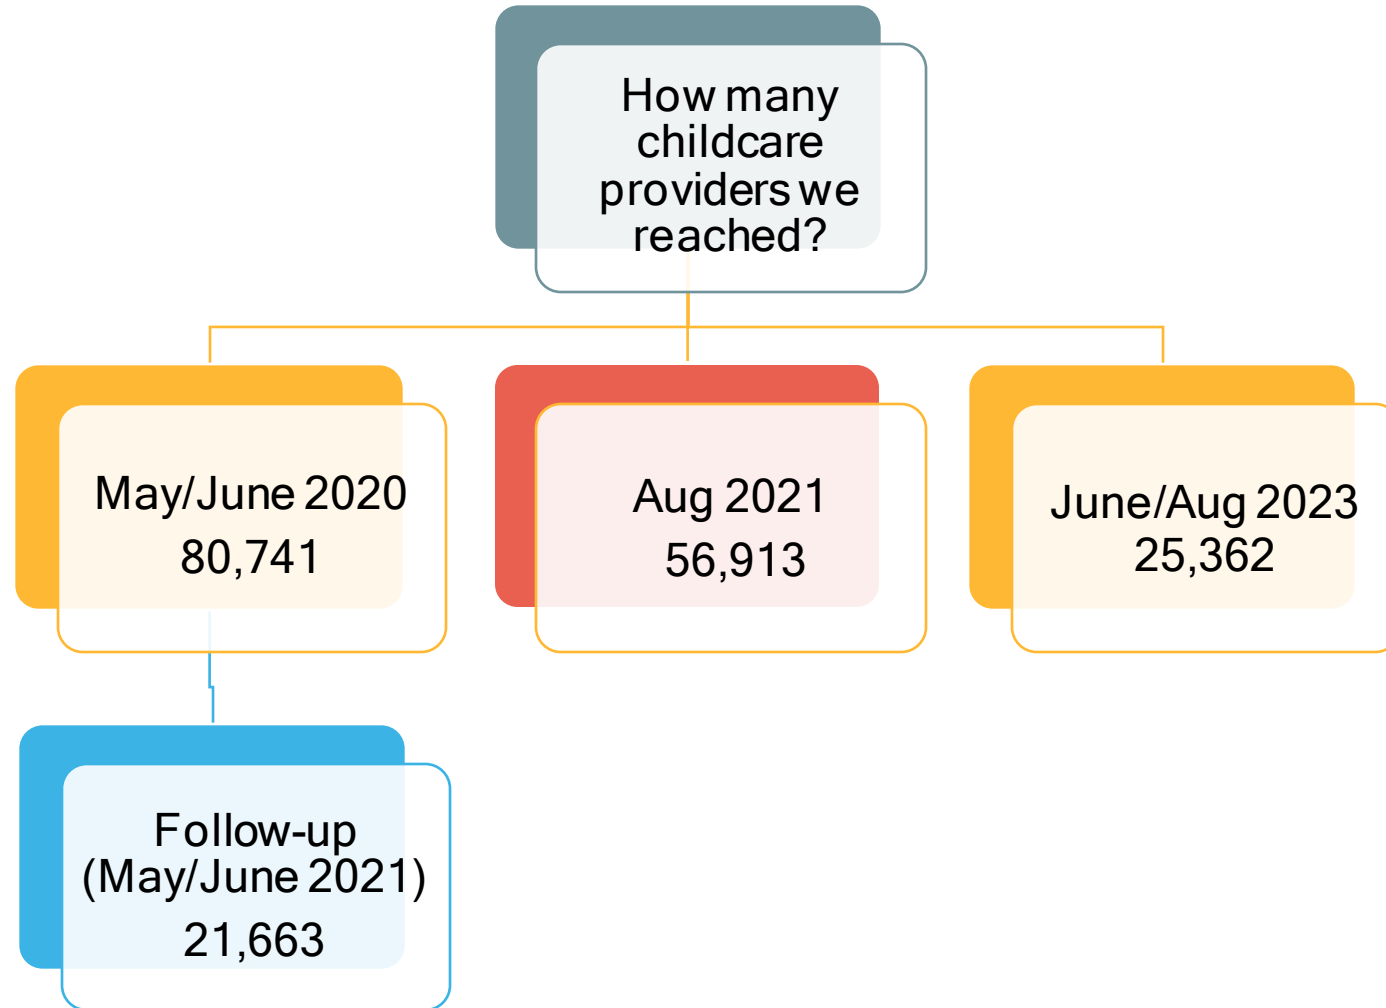 How many
childcare
providers we
reached?
May/June 2020
80,741
Aug 2021
56,913
June/Aug 2023
25,362
Follow-up
(May/June 2021)
21,663